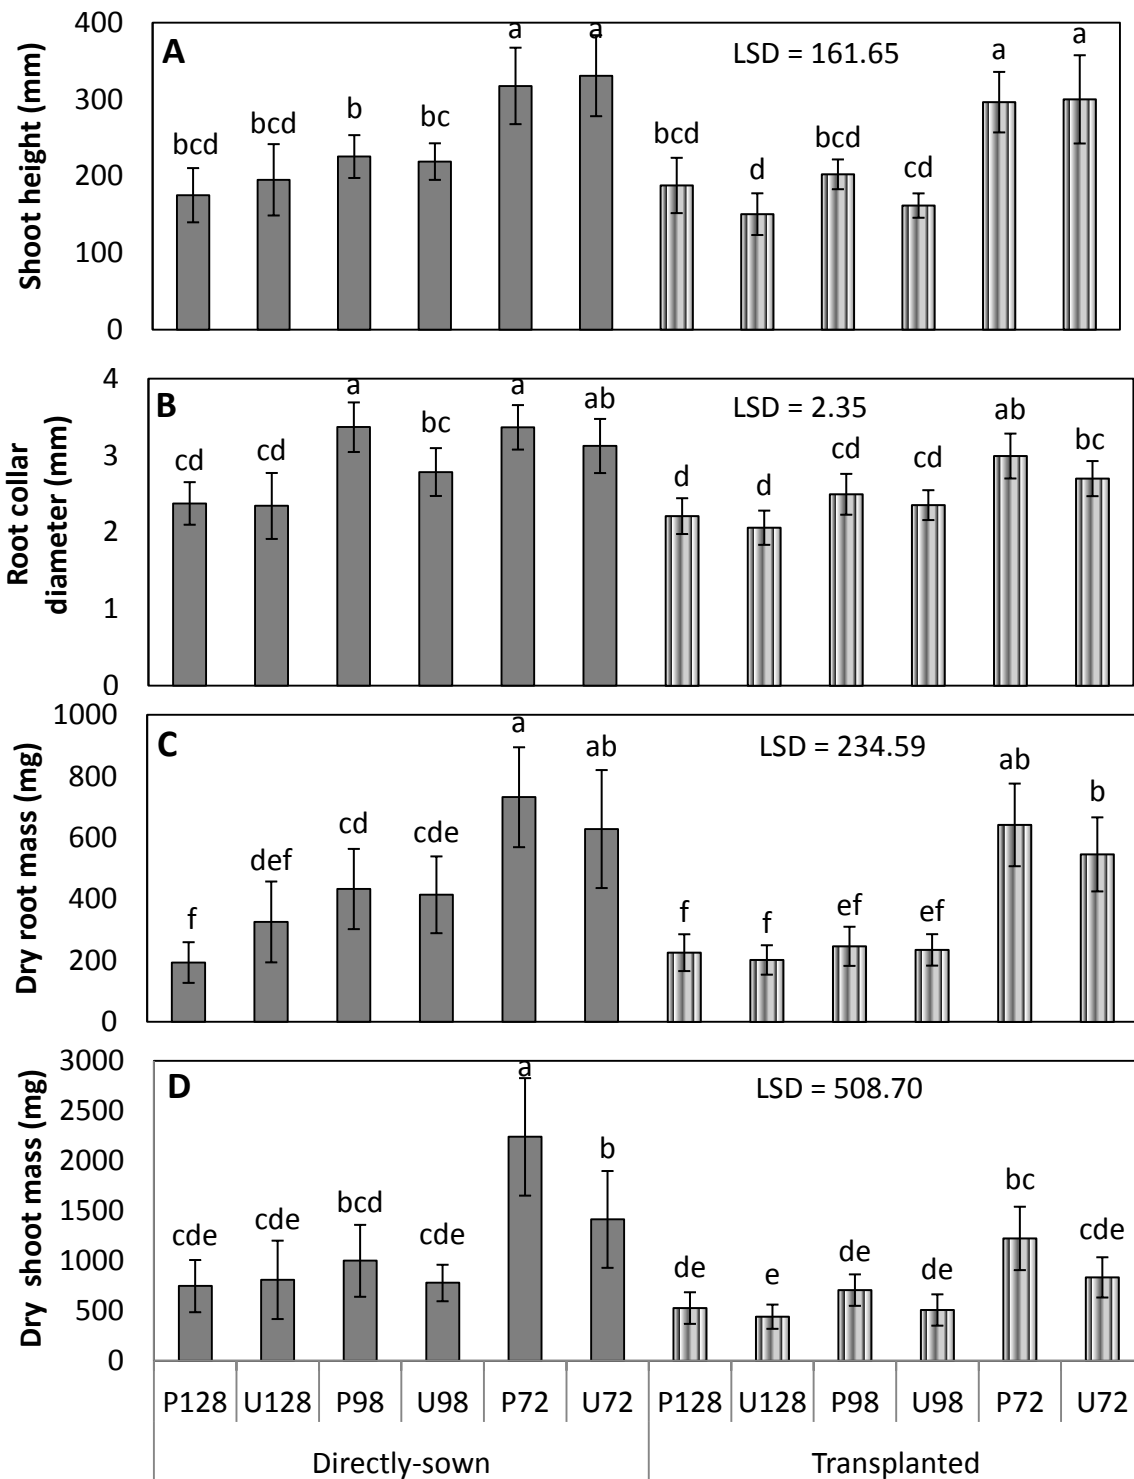 A
LSD = 161.65
Shoot height (mm)
400
300
200
100
0
bcd
bcd
b
bc
a
a
bcd
d
bcd
cd
a
a
B
LSD = 2.35
Root collar
diameter (mm)
4
3
2
1
0
cd
cd
a
bc
a
ab
d
d
cd
cd
ab
bc
C
LSD = 234.59
Dry root mass (mg)
1000
800
600
400
200
0
f
def
cd
cde
a
ab
f
f
ef
ef
ab
b
D
LSD = 508.70
Dry shoot mass (mg)
3000
2500
2000
1500
1000
500
0
cde
cde
bcd
cde
a
b
de
e
de
de
bc
cde
P128 U128 P98 U98 P72 U72 P128 U128 P98 U98 P72 U72
Directly-sown Transplanted